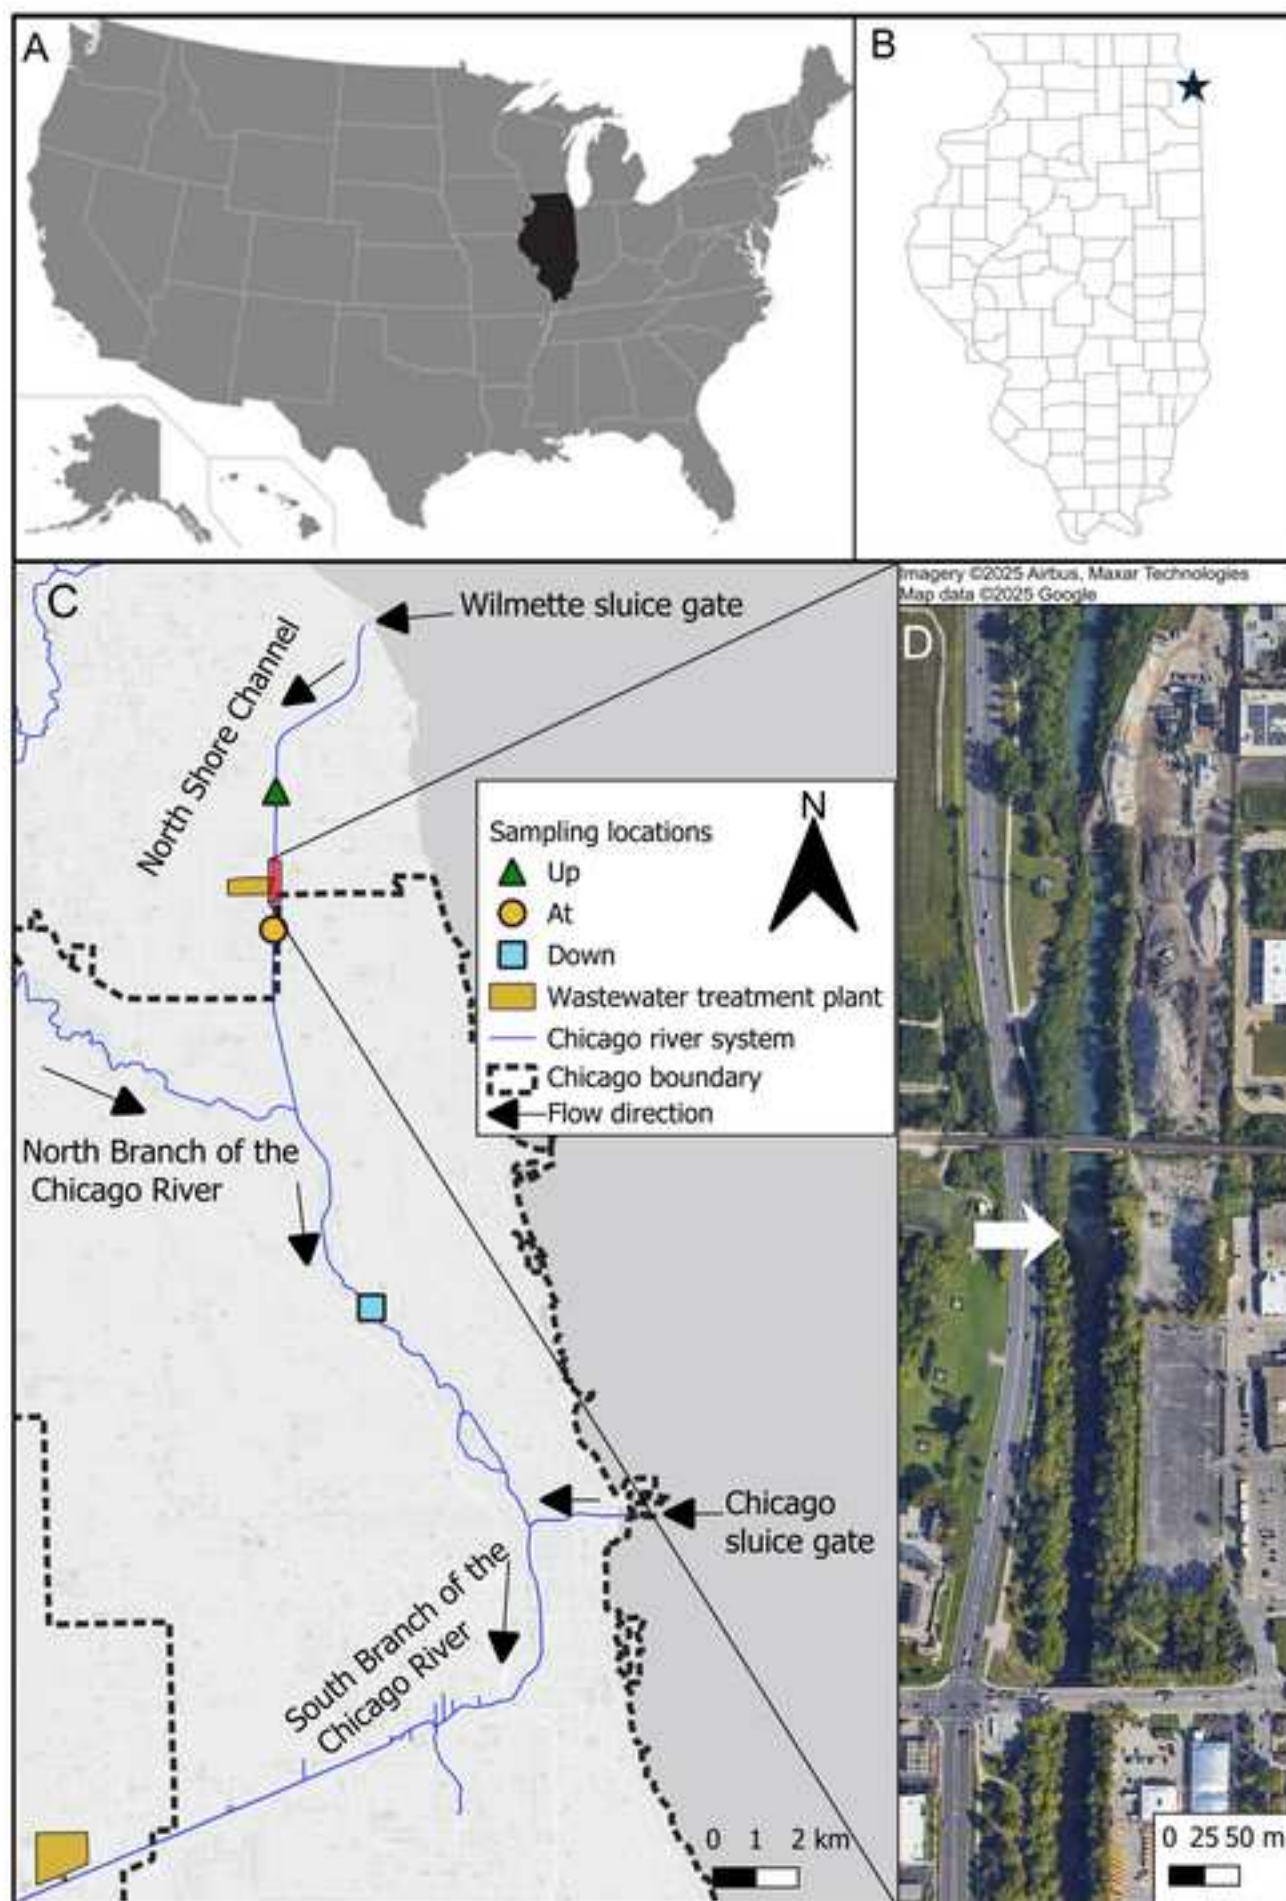 A
B
C
Wilmette sluice gate
North Shore Channel
Sampling locations
Up
At
Down
Wastewater treatment plant
Chicago river system
Chicago boundary
Flow direction
N
North Branch of the
Chicago River
Chicago
sluice gate
South Branch of the
Chicago River
0 1 2 km
Imagery ©2025 Airbus, Maxar Technologies
Map data ©2025 Google
D
0 25 50 m